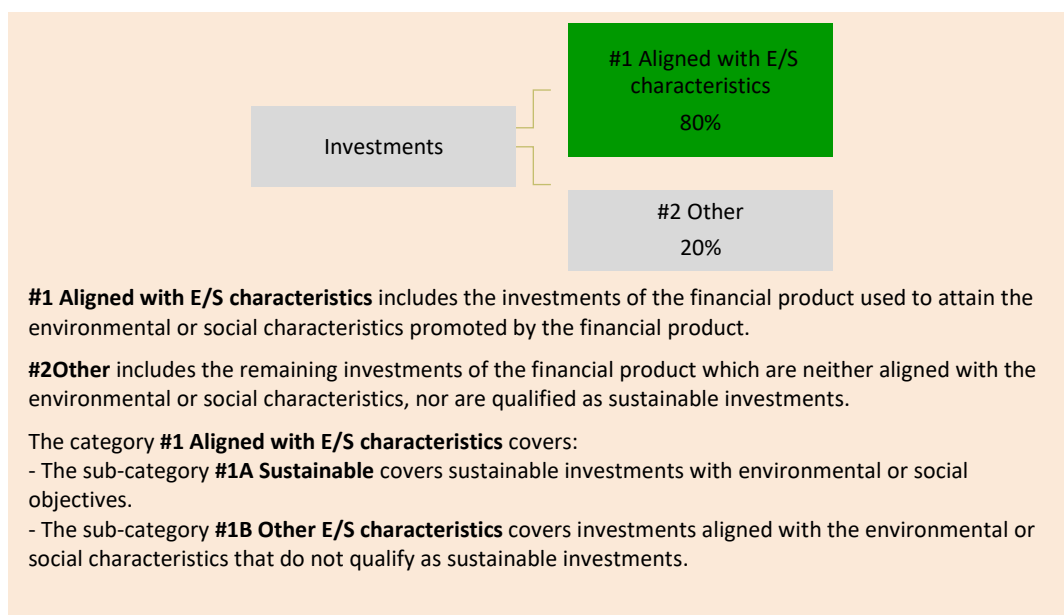 #1 Aligned with E/S
characteristics
80%
Investments
#2 Other
20%
#1 Aligned with E/S characteristics includes the investments of the financial product used to attain the
environmental or social characteristics promoted by the financial product.
#2Other includes the remaining investments of the financial product which are neither aligned with the
environmental or social characteristics, nor are qualified as sustainable investments.
The category #1 Aligned with E/S characteristics covers:
- The sub-category #1A Sustainable covers sustainable investments with environmental or social
objectives.
- The sub-category #1B Other E/S characteristics covers investments aligned with the environmental or
social characteristics that do not qualify as sustainable investments.